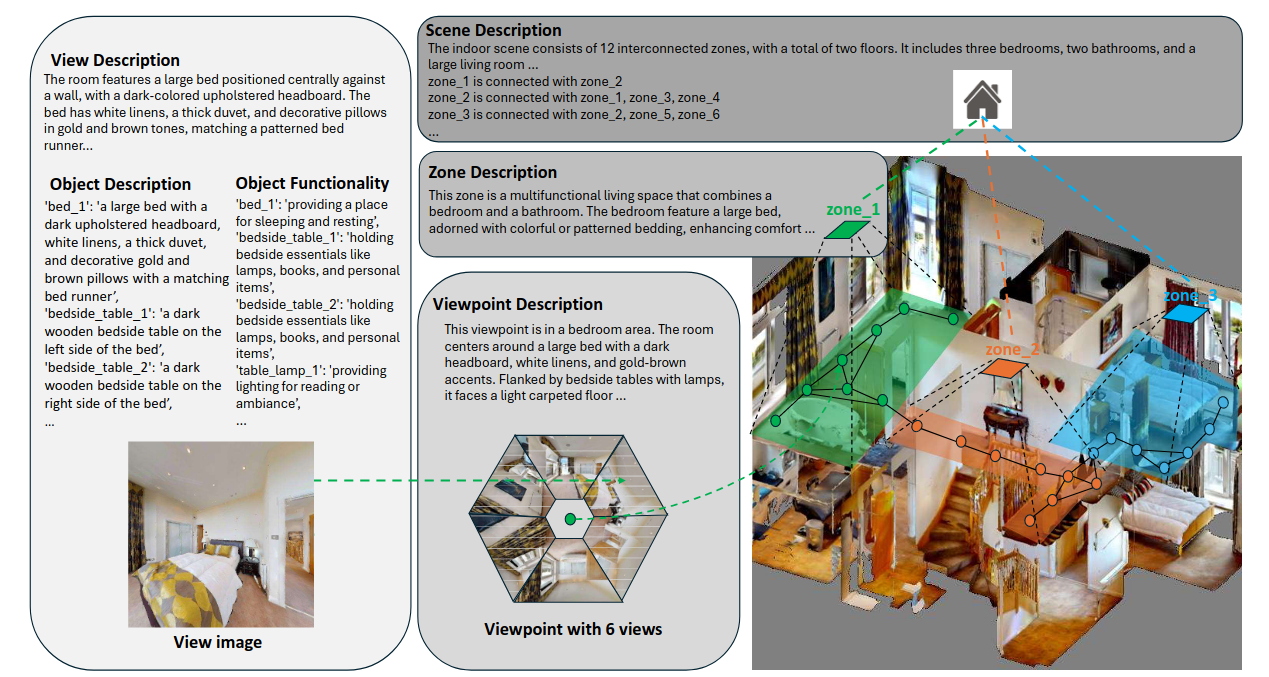 View Description
The room features a large bed positioned centrally against
a wall, with a dark-colored upholstered headboard. The
bed has white linens, a thick duvet, and decorative pillows
in gold and brown tones, matching a patterned bed
runner...
Object Description
'bed_1': 'a large bed with a
dark upholstered headboard,
white linens, a thick duvet,
and decorative gold and
brown pillows with a matching
bed runner’,
'bedside_table_1': 'a dark
wooden bedside table on the
left side of the bed’,
'bedside_table_2': 'a dark
wooden bedside table on the
right side of the bed’,
...
Object Functionality
'bed_1': 'providing a place
for sleeping and resting’,
'bedside_table_1': 'holding
bedside essentials like
lamps, books, and personal
items’,
'bedside_table_2': 'holding
bedside essentials like
lamps, books, and personal
items’,
'table_lamp_1': 'providing
lighting for reading or
ambiance’,
...
View image
Scene Description
The indoor scene consists of 12 interconnected zones, with a total of two floors. It includes three bedrooms, two bathrooms, and a
large living room ...
zone_1 is connected with zone_2
zone_2 is connected with zone_1, zone_3, zone_4
zone_3 is connected with zone_2, zone_5, zone_6
...
Zone Description
This zone is a multifunctional living space that combines a
bedroom and a bathroom. The bedroom feature a large bed,
adorned with colorful or patterned bedding, enhancing comfort ...
Viewpoint Description
This viewpoint is in a bedroom area. The room
centers around a large bed with a dark
headboard, white linens, and gold-brown
accents. Flanked by bedside tables with lamps,
it faces a light carpeted floor ...
Viewpoint with 6 views
zone_1
zone_2
zone_3